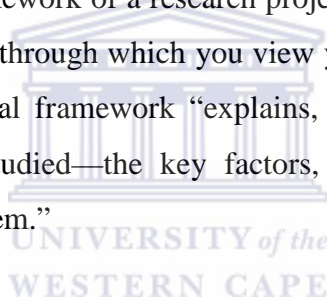 ework of a research proje
through which you view y
al framework “explains,
udied—the key factors,
em.”
UNIVERSITY of the
WESTERN CAPE